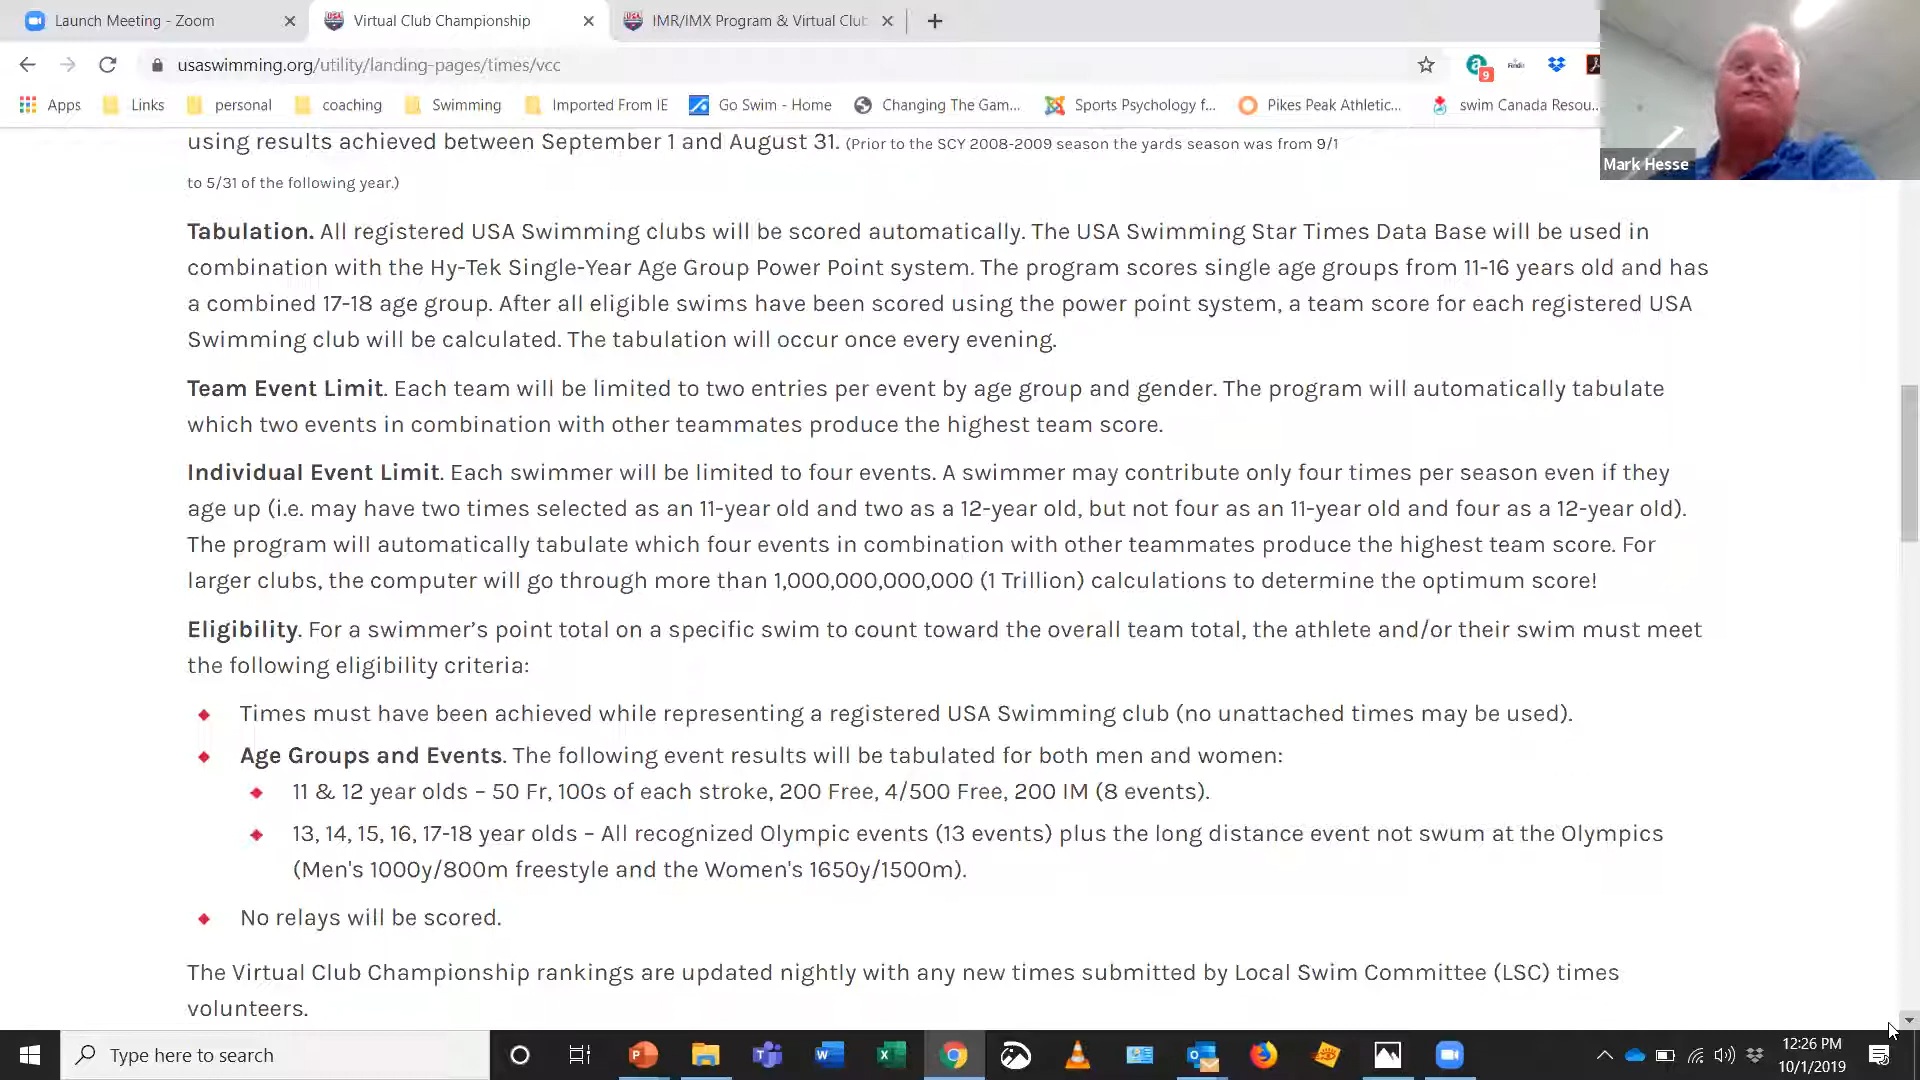 Launch Meeting - Zoom
Virtual Club Championship
IMR/IMX Program & Virtual Club
usaswimming.org/utility/landing-pages/times/vcc
9
Apps
Links
personal
coaching
Swimming
Imported From IE
Go Swim - Home
Changing The Gam...
Sports Psychology f...
Pikes Peak Athletic...
swim Canada Resou...
Mark Hesse
using results achieved between September 1 and August 31. (Prior to the SCY 2008-2009 season the yards season was from 9/1
to 5/31 of the following year.)
Tabulation. All registered USA Swimming clubs will be scored automatically. The USA Swimming Star Times Data Base will be used in
combination with the Hy-Tek Single-Year Age Group Power Point system. The program scores single age groups from 11-16 years old and has
a combined 17-18 age group. After all eligible swims have been scored using the power point system, a team score for each registered USA
Swimming club will be calculated. The tabulation will occur once every evening.
Team Event Limit. Each team will be limited to two entries per event by age group and gender. The program will automatically tabulate
which two events in combination with other teammates produce the highest team score.
Individual Event Limit. Each swimmer will be limited to four events. A swimmer may contribute only four times per season even if they
age up (i.e. may have two times selected as an 11-year old and two as a 12-year old, but not four as an 11-year old and four as a 12-year old).
The program will automatically tabulate which four events in combination with other teammates produce the highest team score. For
larger clubs, the computer will go through more than 1,000,000,000,000 (1 Trillion) calculations to determine the optimum score!
Eligibility. For a swimmer's point total on a specific swim to count toward the overall team total, the athlete and/or their swim must meet
the following eligibility criteria:
Times must have been achieved while representing a registered USA Swimming club (no unattached times may be used).
Age Groups and Events. The following event results will be tabulated for both men and women:
11 & 12 year olds – 50 Fr, 100s of each stroke, 200 Free, 4/500 Free, 200 IM (8 events).
13, 14, 15, 16, 17-18 year olds – All recognized Olympic events (13 events) plus the long distance event not swum at the Olympics
(Men's 1000y/800m freestyle and the Women's 1650y/1500m).
No relays will be scored.
The Virtual Club Championship rankings are updated nightly with any new times submitted by Local Swim Committee (LSC) times
volunteers.
Type here to search
12:26 PM
10/1/2019